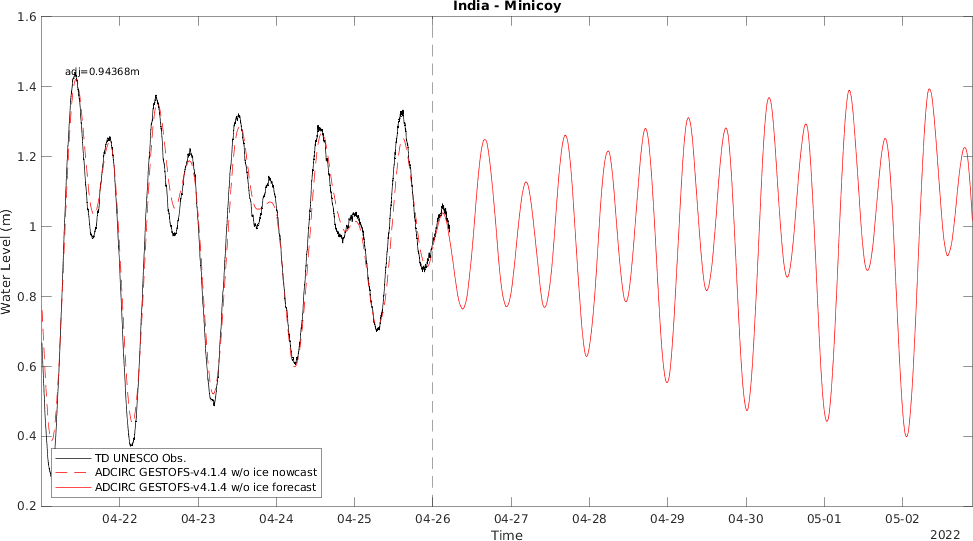 India - Minicoy
adj=0.94368m
Water Level (m)
1.6
1.4
1.2
1
0.8
0.6
0.4
0.2
TD UNESCO Obs.
ADCIRC GESTOFS-v4.1.4 w/o ice nowcast
ADCIRC GESTOFS-v4.1.4 w/o ice forecast
04-22 04-23 04-24 04-25 04-26 04-27 04-28 04-29 04-30 05-01 05-02
Time
2022